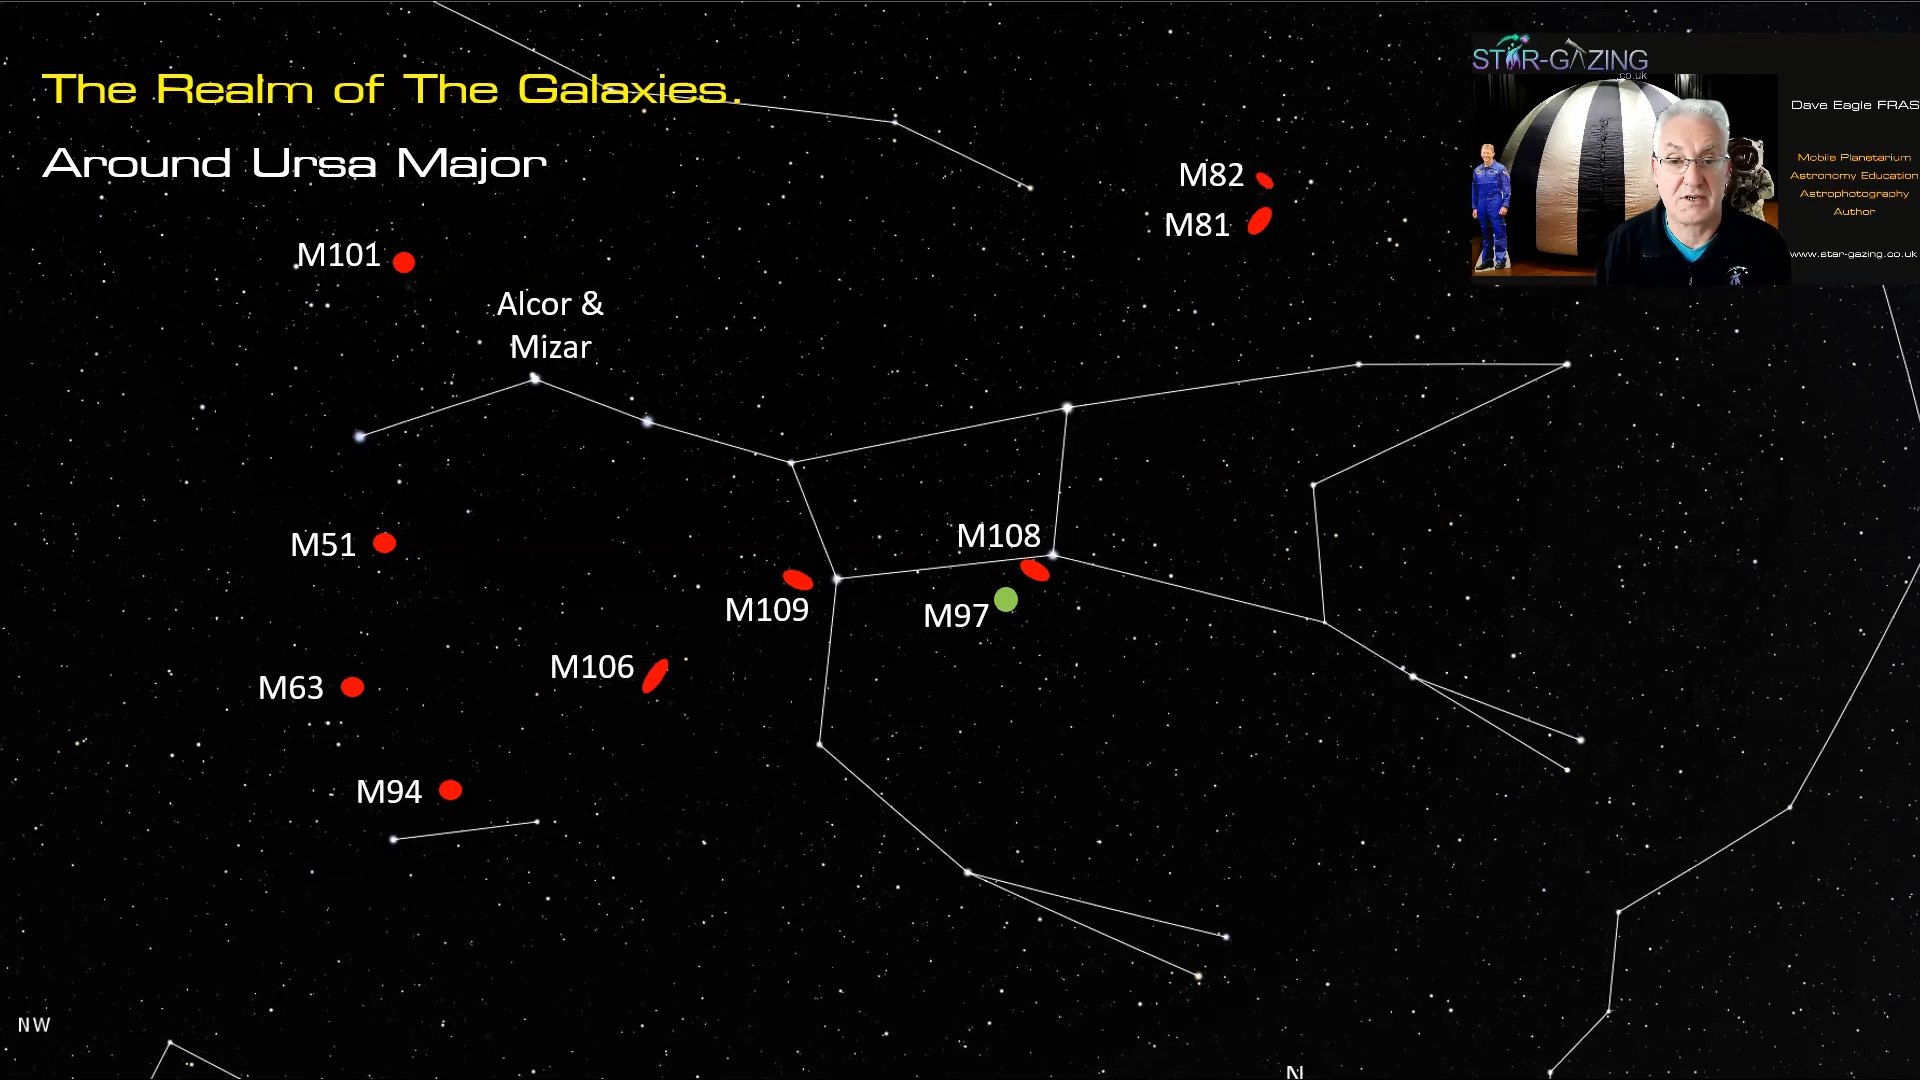 The Realm of The Galaxies.
Around Ursa Major
STAR-GAZING
co.uk
Dave Eagle FRAS
Mobile Planetarium
Astronomy Education
Astrophotography
Author
www.star-gazing.co.uk
M82
M81
M101
Alcor &
Mizar
M51
M108
M109
M97
M106
M63
M94
NW
N